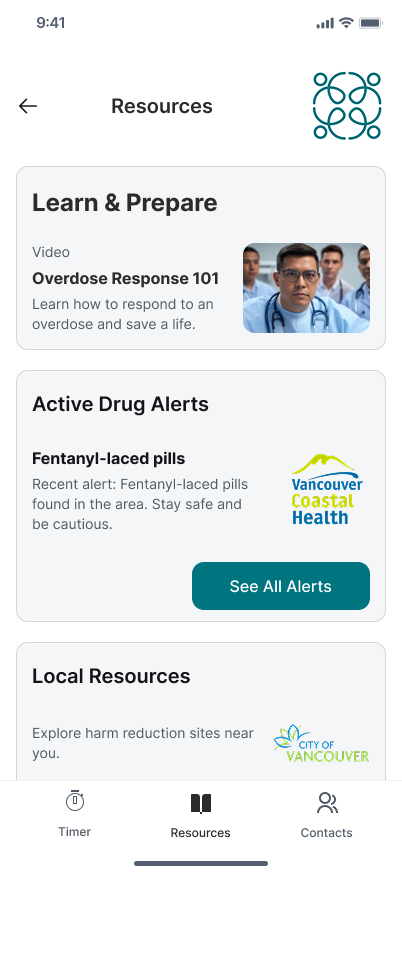 9:41
Resources
Learn & Prepare
Video
Overdose Response 101
Learn how to respond to an
overdose and save a life.
Active Drug Alerts
Fentanyl-laced pills
Recent alert: Fentanyl-laced pills
found in the area. Stay safe and
be cautious.
Vancouver
Coastal
Health
See All Alerts
Local Resources
Explore harm reduction sites near
you.
CITY OF
VANCOUVER
Timer
Resources
Contacts